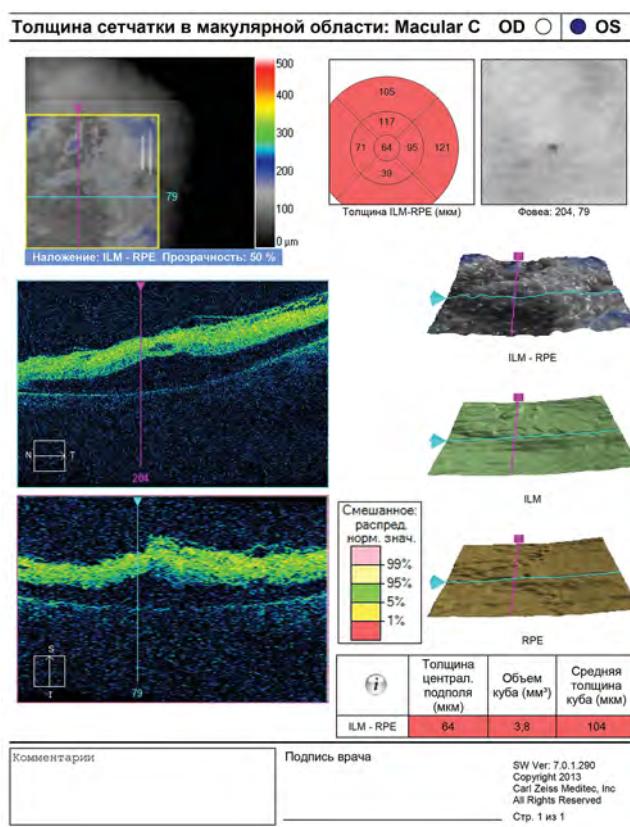 Толщина сетчатки в макулярной области: Macular C OD OS
500
400
300
200
100
0 µm
79
Наложение: ILM - RPE Прозрачность: 50 %
105
117
71 64 95 121
39
Толщина ILM-RPE (мкм)
Фовеа: 204, 79
ILM - RPE
N T
204
ILM
Смешанное:
распред.
норм. знач.
99%
95%
5%
1%
RPE
S
I
79
i
Толщина
централ.
подполя
(мкм)
Объем
куба (мм³)
Средняя
толщина
куба (мкм)
ILM - RPE 64 3,8 104
Комментарии
Подпись врача
SW Ver: 7.0.1.290
Copyright 2013
Carl Zeiss Meditec, Inc
All Rights Reserved
Стр. 1 из 1